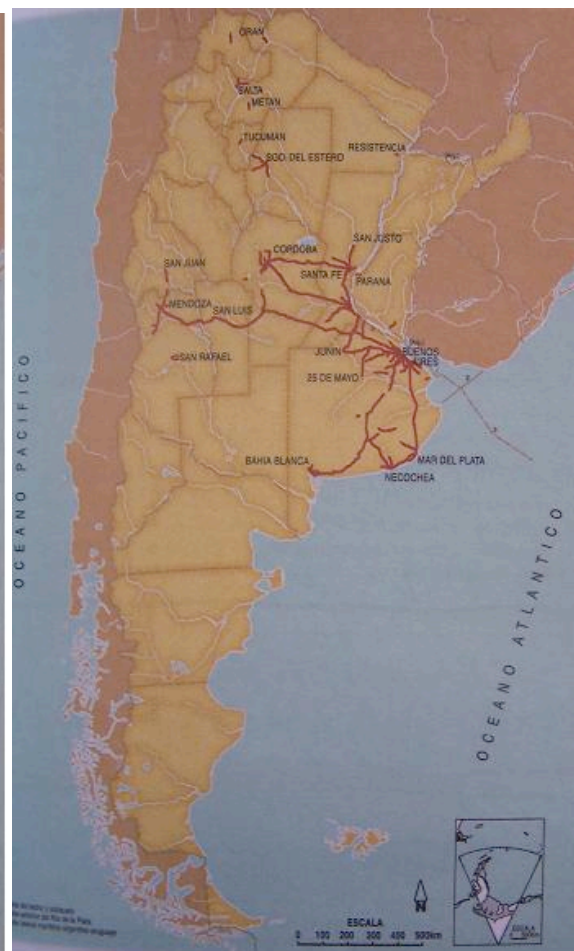 ORAN
SALTA
METAN
TUCUMAN
SGO. DEL ESTERO
RESISTENCIA
CORDOBA
SAN JUSTO
SAN JUAN
SANTA FE
PARANA
MENDOZA
SAN LUIS
JUNIN
BUENOS
AIRES
SAN RAFAEL
25 DE MAYO
BAHIA BLANCA
MAR DEL PLATA
NECOCHEA
OCEANO PACIFICO
OCEANO ATLANTICO
N
ESCALA
0 100 200 300 400 500km
ESCALA